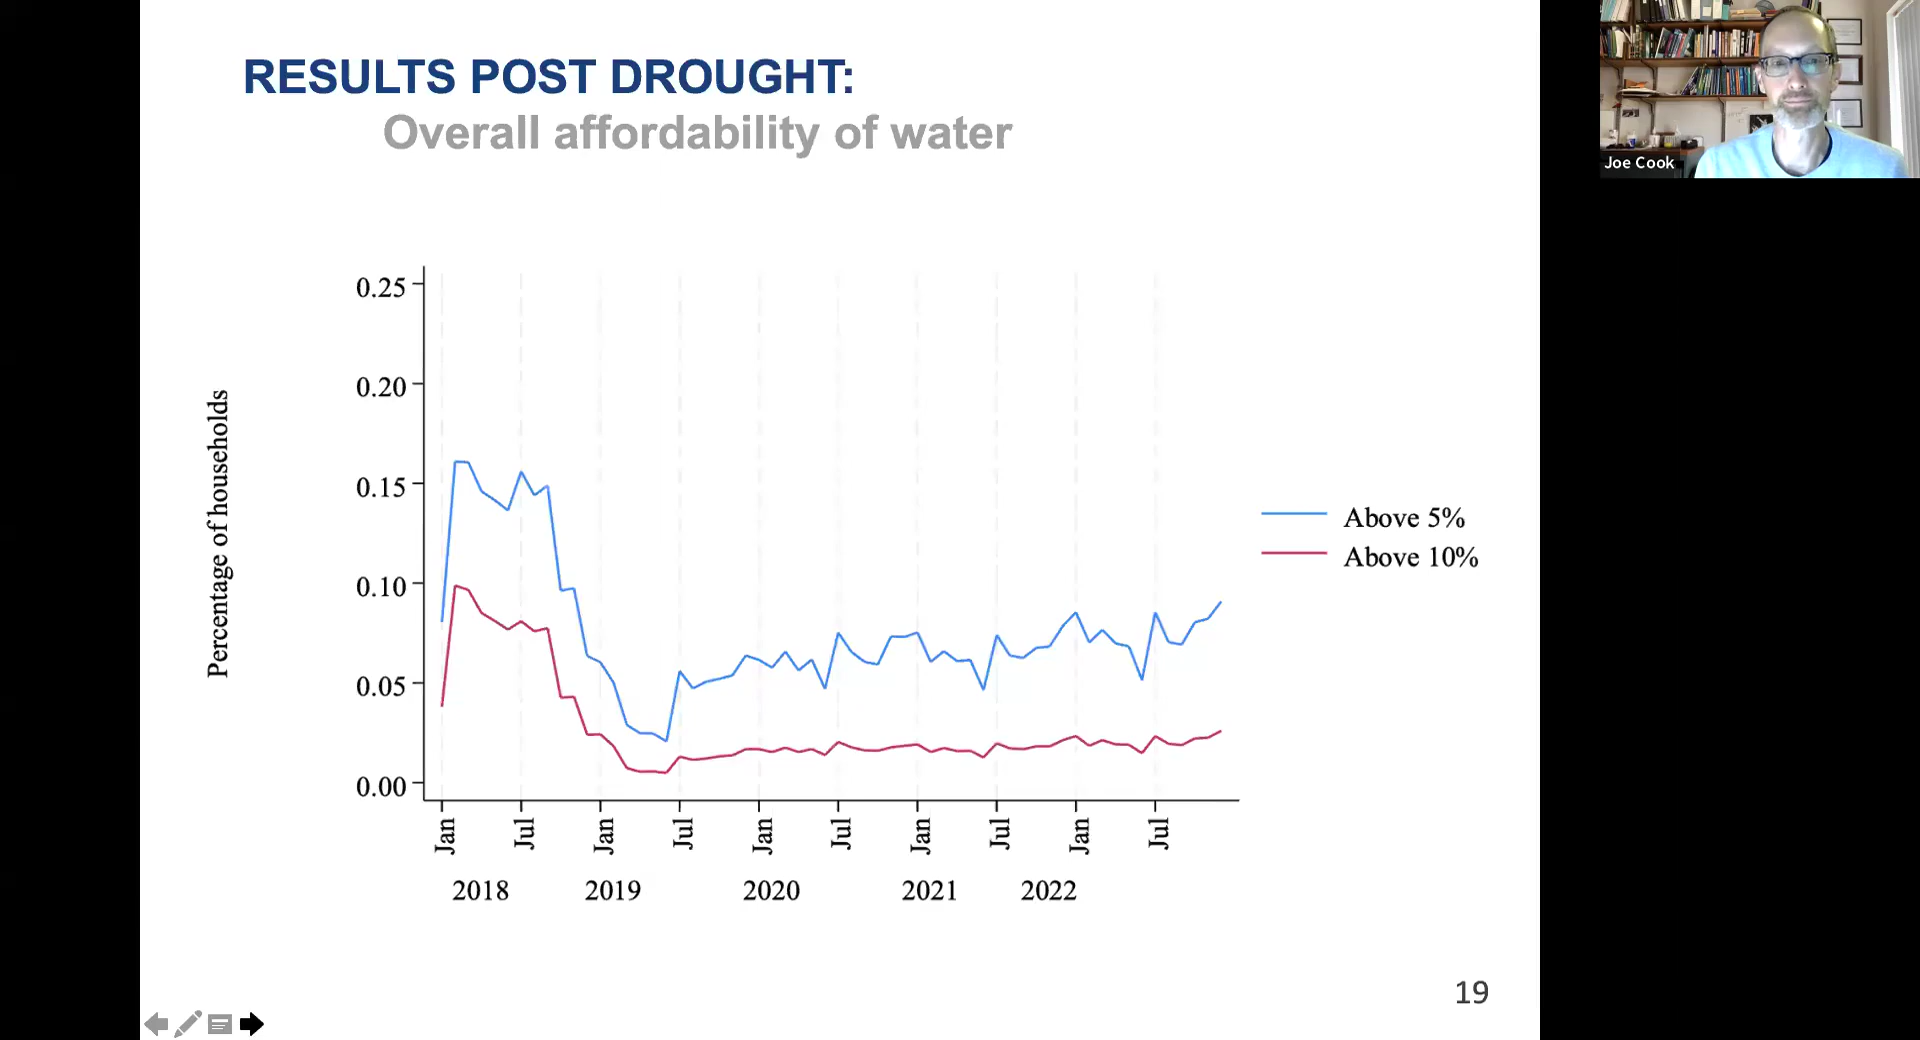 RESULTS POST DROUGHT:
Overall affordability of water
Joe Cook
Percentage of households
0.25
0.20
0.15
0.10
0.05
0.00
Jan Jul Jan Jul Jan Jul Jan Jul Jan Jul
2018 2019 2020 2021 2022
Above 5%
Above 10%
19